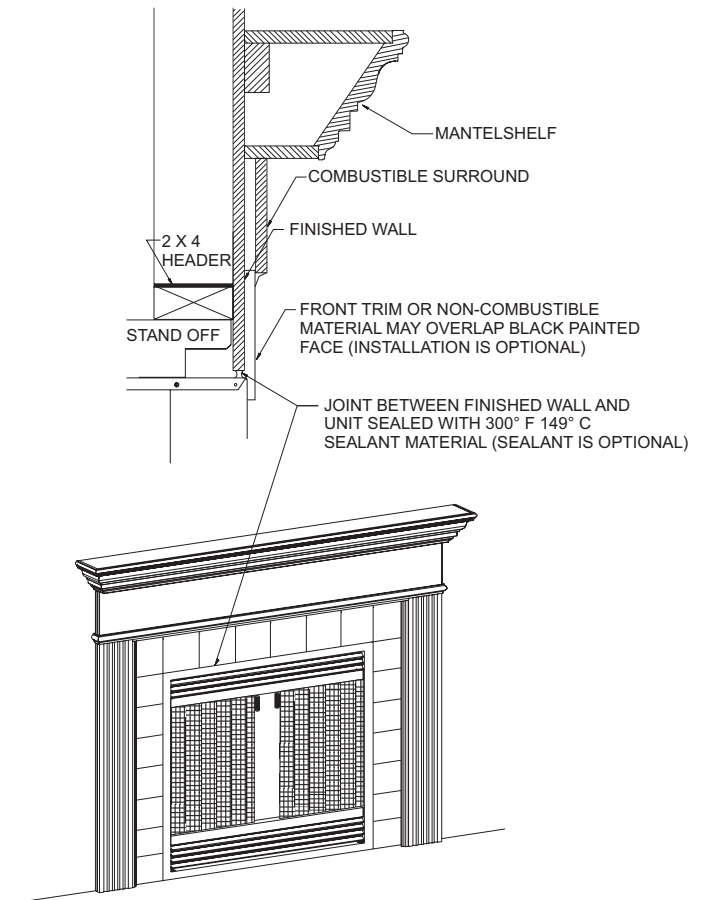 MANTELSHELF
COMBUSTIBLE SURROUND
FINISHED WALL
2 X 4
HEADER
STAND OFF
FRONT TRIM OR NON-COMBUSTIBLE
MATERIAL MAY OVERLAP BLACK PAINTED
FACE (INSTALLATION IS OPTIONAL)
JOINT BETWEEN FINISHED WALL AND
UNIT SEALED WITH 300° F 149° C
SEALANT MATERIAL (SEALANT IS OPTIONAL)